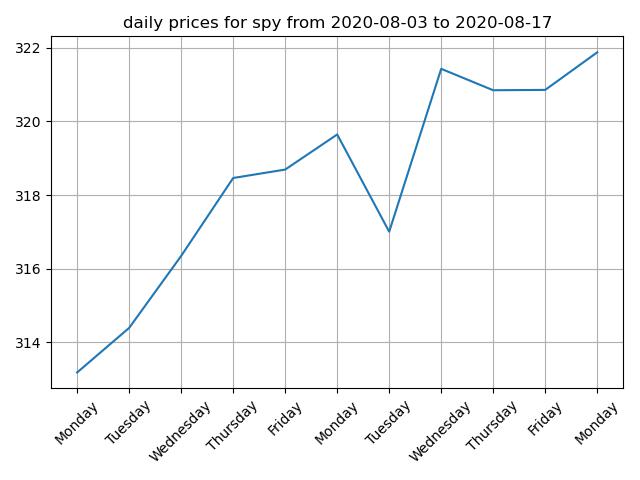 daily prices for spy from 2020-08-03 to 2020-08-17
322
320
318
316
314
Monday
Tuesday
Wednesday
Thursday
Friday
Monday
Tuesday
Wednesday
Thursday
Friday
Monday